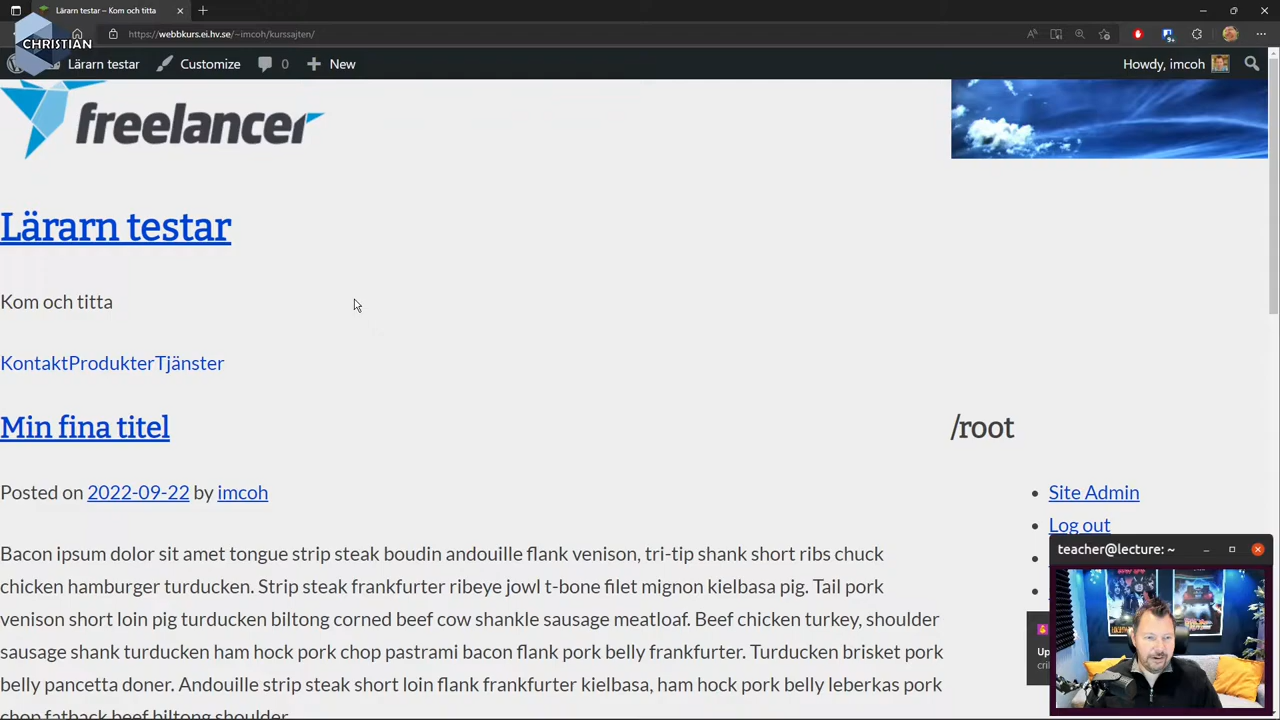 Lärarn testar – Kom och titta
CHRISTIAN
https://webbkurs.ei.hv.se/~imcoh/kurssajten/
Lärarn testar Customize 0 New Howdy, imcoh
freelancer
Lärarn testar
Kom och titta
KontaktProdukterTjänster
Min fina titel
/root
Posted on 2022-09-22 by imcoh
Site Admin
Log out
Bacon ipsum dolor sit amet tongue strip steak boudin andouille flank venison, tri-tip shank short ribs chuck
chicken hamburger turducken. Strip steak frankfurter ribeye jowl t-bone filet mignon kielbasa pig. Tail pork
venison short loin pig turducken biltong corned beef cow shankle sausage meatloaf. Beef chicken turkey, shoulder
sausage shank turducken ham hock pork chop pastrami bacon flank pork belly frankfurter. Turducken brisket pork
belly pancetta doner. Andouille strip steak short loin flank frankfurter kielbasa, ham hock pork belly leberkas pork
chop fatback beef biltong shoulder.
teacher@lecture: ~
Up